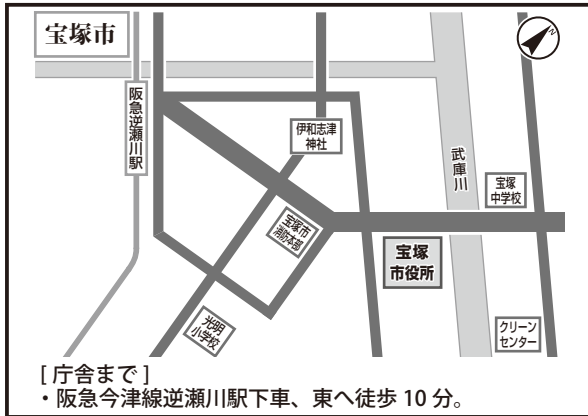 宝塚市
N
阪急逆瀬川駅
伊和志津
神社
武庫川
宝塚
中学校
宝塚市
消防本部
宝塚
市役所
光明
小学校
クリーン
センター
[ 庁舎まで ]
・阪急今津線逆瀬川駅下車、東へ徒歩 10 分。